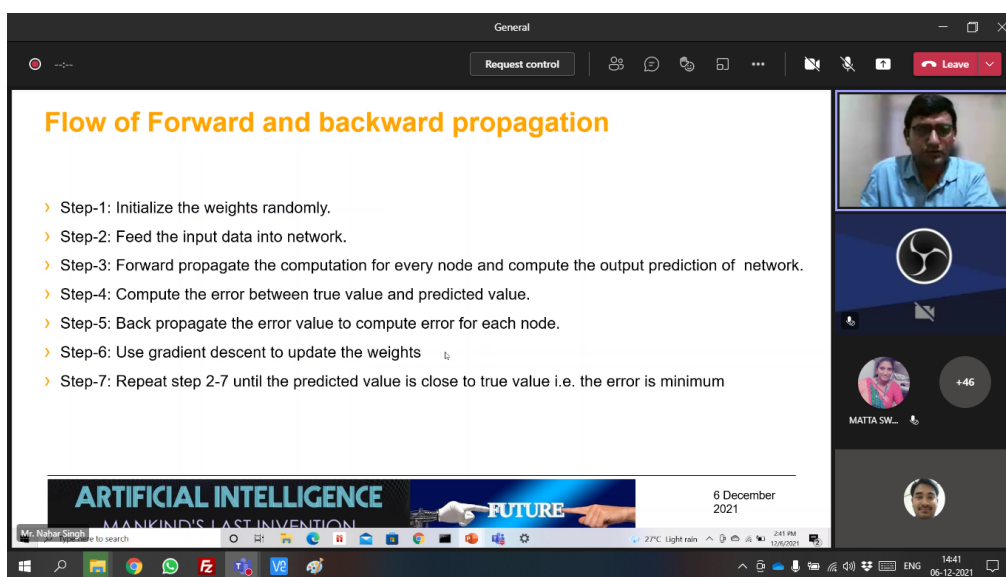 General
--:--
Request control
Leave
Flow of Forward and backward propagation
Step-1: Initialize the weights randomly.
Step-2: Feed the input data into network.
Step-3: Forward propagate the computation for every node and compute the output prediction of network.
Step-4: Compute the error between true value and predicted value.
Step-5: Back propagate the error value to compute error for each node.
Step-6: Use gradient descent to update the weights
Step-7: Repeat step 2-7 until the predicted value is close to true value i.e. the error is minimum
+46
MATTA SW...
ARTIFICIAL INTELLIGENCE
MANKIND'S LAST INVENTION
FUTURE
6 December
2021
Mr. Nahar Singh
here to search
27°C Light rain
2:41 PM
12/6/2021
ENG
14:41
06-12-2021